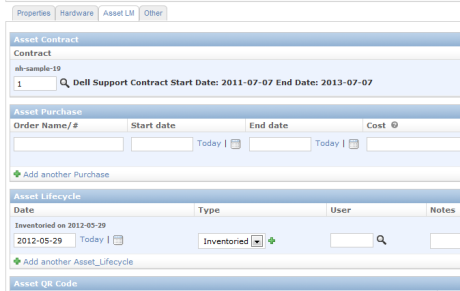 Properties Hardware Asset LM Other
Asset Contract
Contract
nh-sample-19
1 Dell Support Contract Start Date: 2011-07-07 End Date: 2013-07-07
Asset Purchase
Order Name/# Start date End date Cost
Today | Today |
Add another Purchase
Asset Lifecycle
Date Type User Notes
Inventoried on 2012-05-29
2012-05-29 Today | Inventoried
Add another Asset_Lifecycle
Asset QR Code